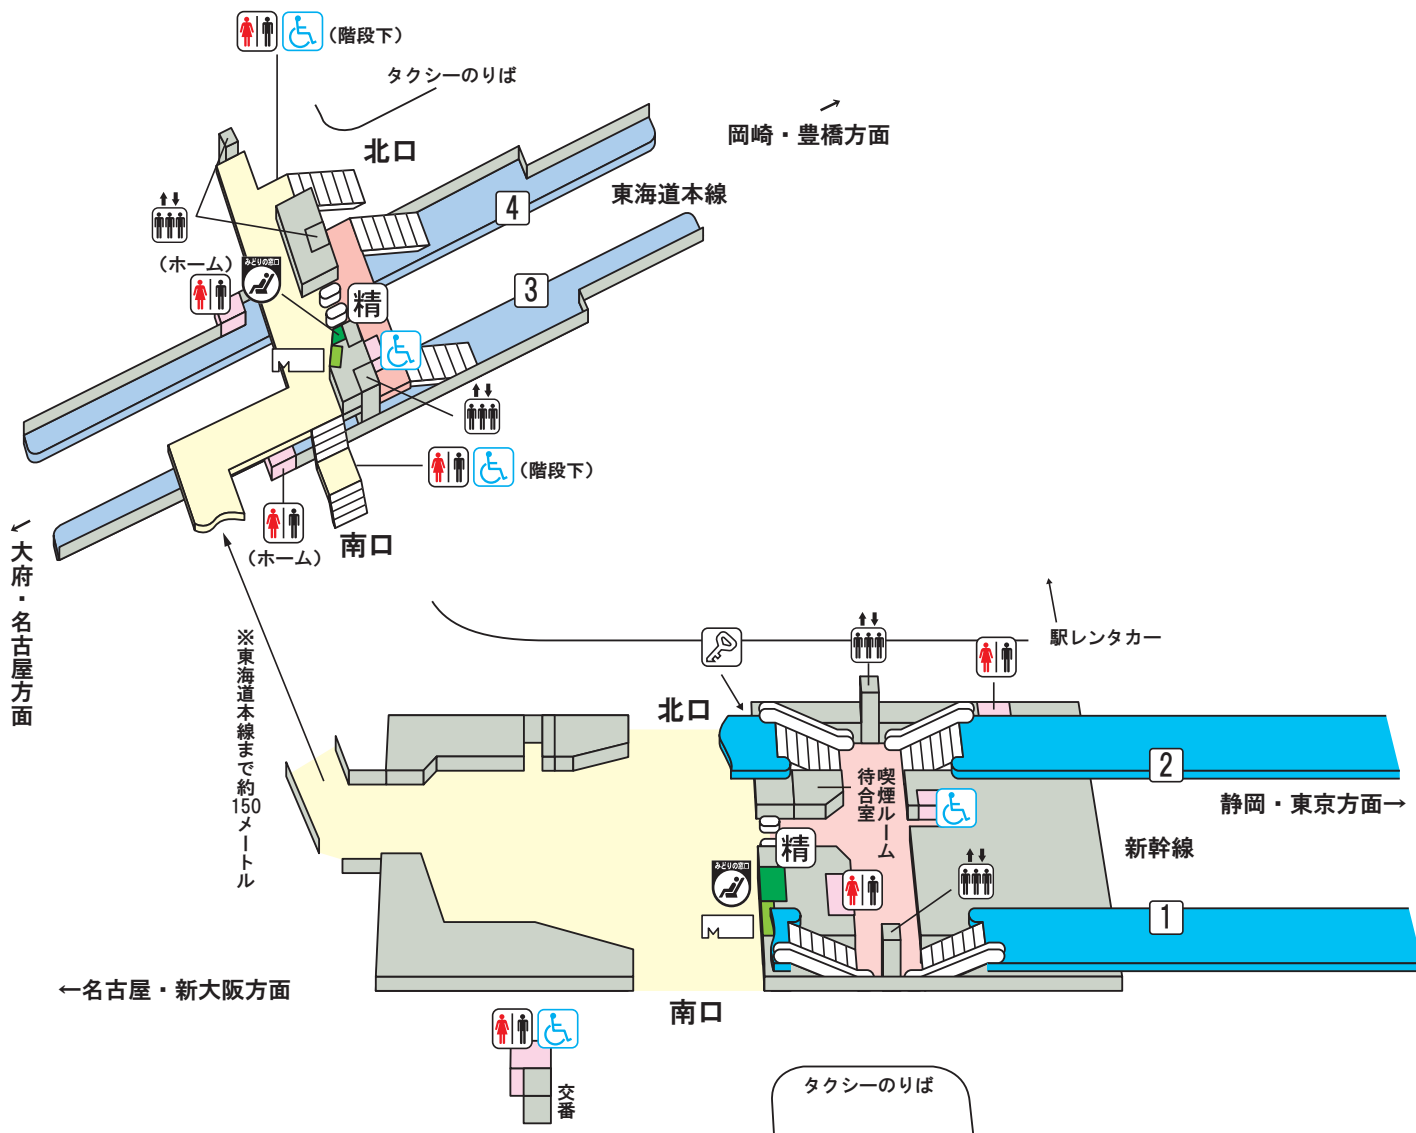 (階段下)
タクシーのりば
北口
岡崎・豊橋方面
東海道本線
4
(ホーム)
みどりの窓口
3
精
(階段下)
(ホーム)
南口
大府・名古屋方面
※東海道本線まで約150メートル
駅レンタカー
北口
2
喫煙ルーム
待合室
静岡・東京方面→
精
新幹線
みどりの窓口
1
←名古屋・新大阪方面
南口
交番
タクシーのりば